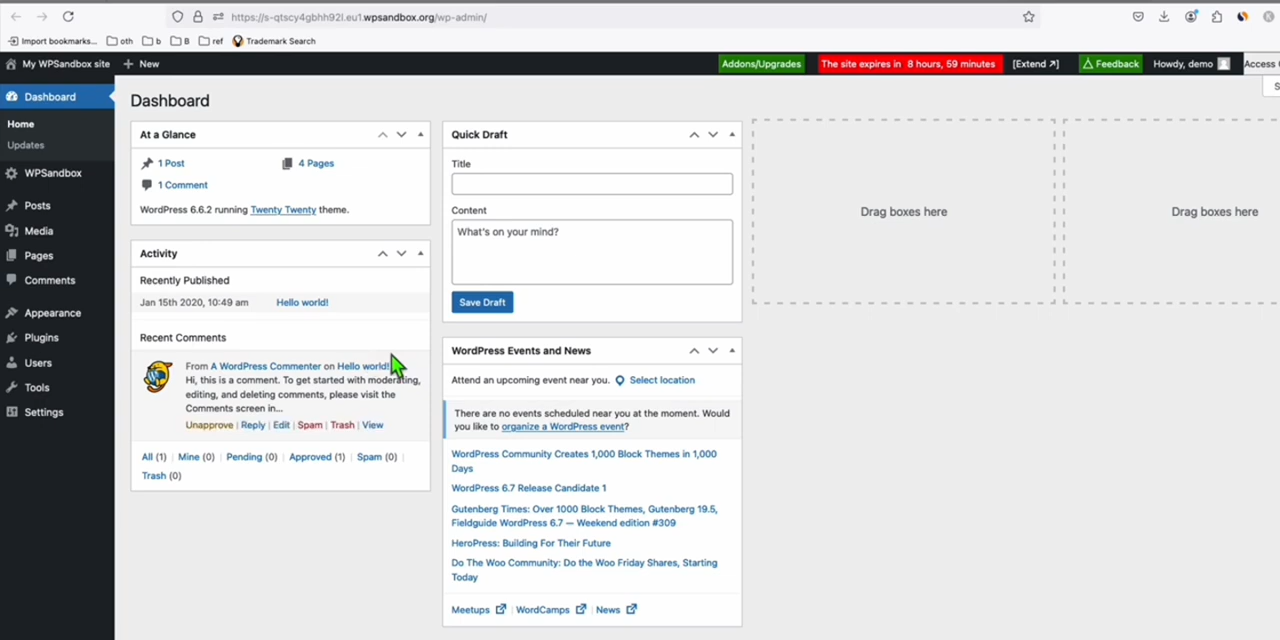 https://s-qtscy4gbhh92l.eu1.wpsandbox.org/wp-admin/
Import bookmarks... oth b B ref Trademark Search
My WPSandbox site + New Addons/Upgrades The site expires in 8 hours, 59 minutes [Extend ↗] Feedback Howdy, demo Access
Dashboard
Home
Updates
WPSandbox
Posts
Media
Pages
Comments
Appearance
Plugins
Users
Tools
Settings
Dashboard
At a Glance
1 Post 4 Pages
1 Comment
WordPress 6.6.2 running Twenty Twenty theme.
Activity
Recently Published
Jan 15th 2020, 10:49 am Hello world!
Recent Comments
From A WordPress Commenter on Hello world!
Hi, this is a comment. To get started with moderating,
editing, and deleting comments, please visit the
Comments screen in...
Unapprove | Reply | Edit | Spam | Trash | View
All (1) | Mine (0) | Pending (0) | Approved (1) | Spam (0) |
Trash (0)
Quick Draft
Title
Content
What's on your mind?
Save Draft
WordPress Events and News
Attend an upcoming event near you. Select location
There are no events scheduled near you at the moment. Would
you like to organize a WordPress event?
WordPress Community Creates 1,000 Block Themes in 1,000
Days
WordPress 6.7 Release Candidate 1
Gutenberg Times: Over 1000 Block Themes, Gutenberg 19.5,
Fieldguide WordPress 6.7 — Weekend edition #309
HeroPress: Building For Their Future
Do The Woo Community: Do the Woo Friday Shares, Starting
Today
Meetups | WordCamps | News
Drag boxes here
Drag boxes here